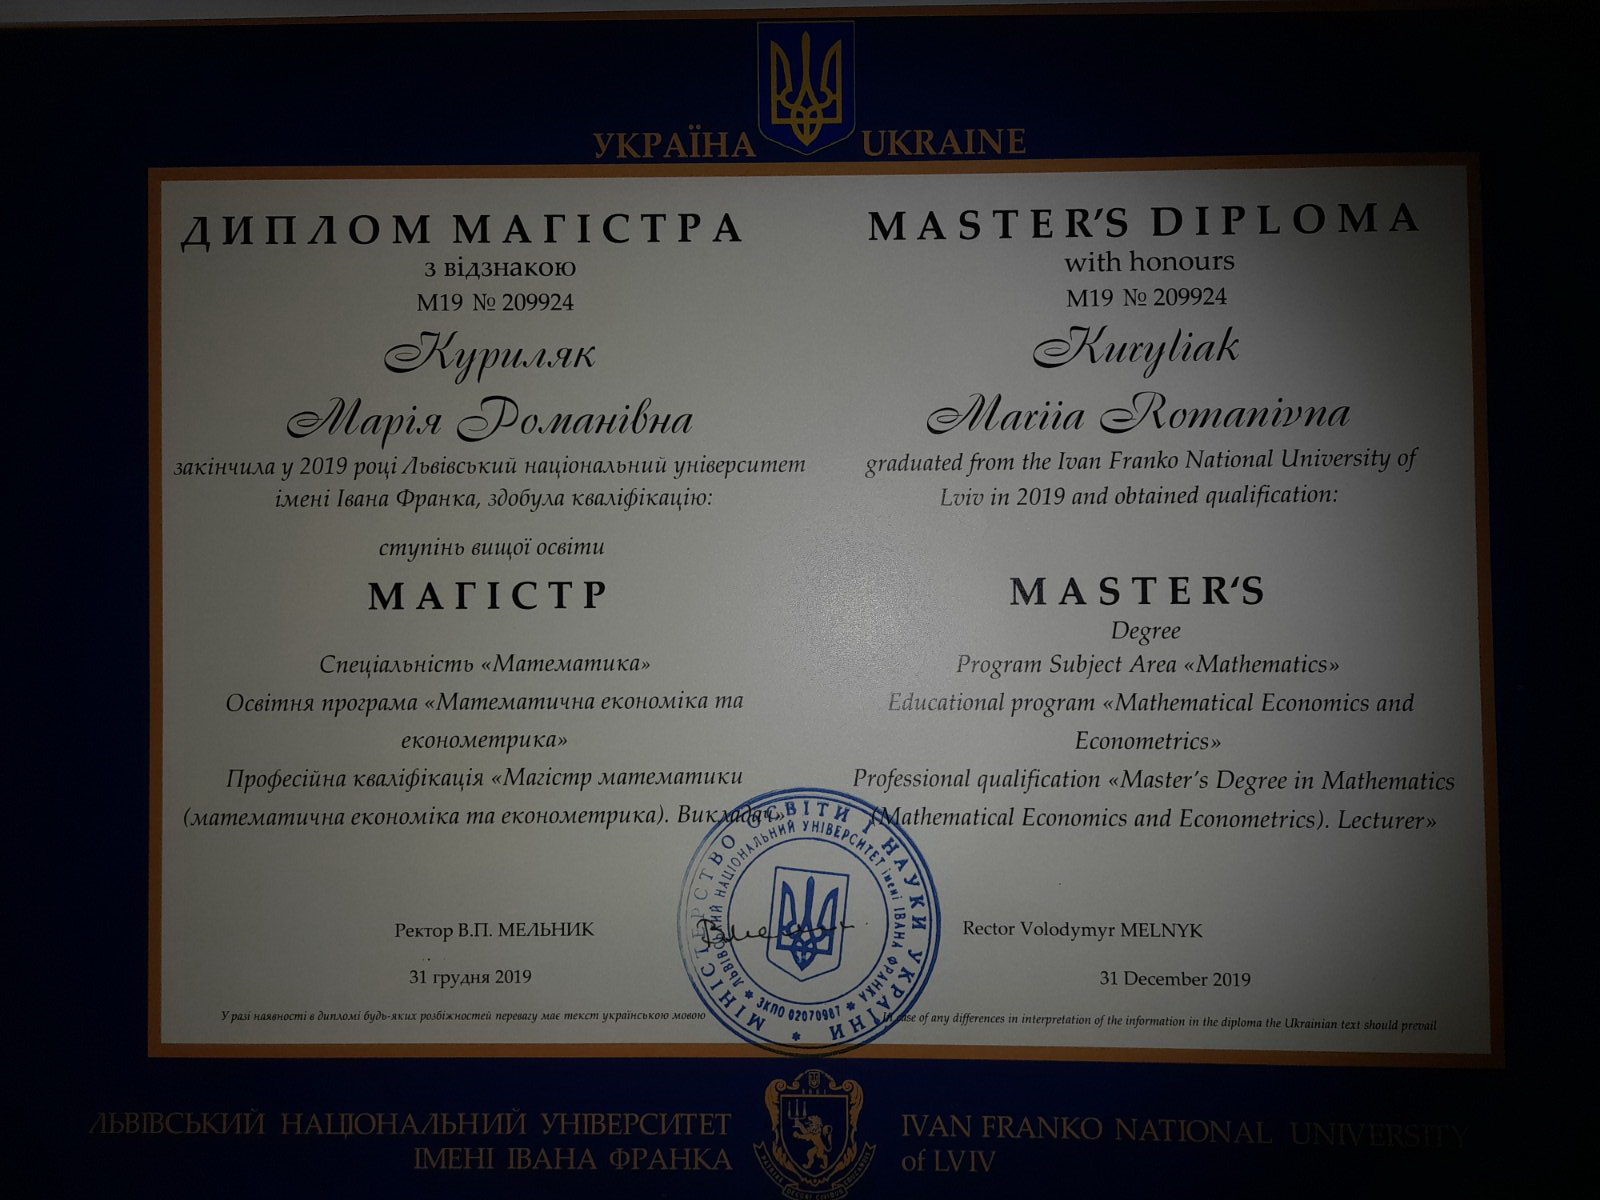 УКРАЇНА UKRAINE
ДИПЛОМ МАГІСТРА
з відзнакою
М19 № 209924
Куриляк
Марія Романівна
закінчила у 2019 році Львівський національний університет
імені Івана Франка, здобула кваліфікацію:
ступінь вищої освіти
МАГІСТР
Спеціальність «Математика»
Освітня програма «Математична економіка та
економетрика»
Професійна кваліфікація «Магістр математики
(математична економіка та економетрика). Викладач»
Ректор В.П. МЕЛЬНИК
31 грудня 2019
У разі наявності в дипломі будь-яких розбіжностей перевагу має текст українською мовою
MASTER'S DIPLOMA
with honours
M19 № 209924
Kuryliak
Mariia Romanivna
graduated from the Ivan Franko National University of
Lviv in 2019 and obtained qualification:
MASTER‘S
Degree
Program Subject Area «Mathematics»
Educational program «Mathematical Economics and
Econometrics»
Professional qualification «Master's Degree in Mathematics
(Mathematical Economics and Econometrics). Lecturer»
Rector Volodymyr MELNYK
31 December 2019
In case of any differences in interpretation of the information in the diploma the Ukrainian text should prevail
МІНІСТЕРСТВО ОСВІТИ І НАУКИ УКРАЇНИ
ЛЬВІВСЬКИЙ НАЦІОНАЛЬНИЙ УНІВЕРСИТЕТ імені ІВАНА ФРАНКА
ЗКПО 02070987
ЛЬВІВСЬКИЙ НАЦІОНАЛЬНИЙ УНІВЕРСИТЕТ
ІМЕНІ ІВАНА ФРАНКА
IVAN FRANKO NATIONAL UNIVERSITY
of LVIV